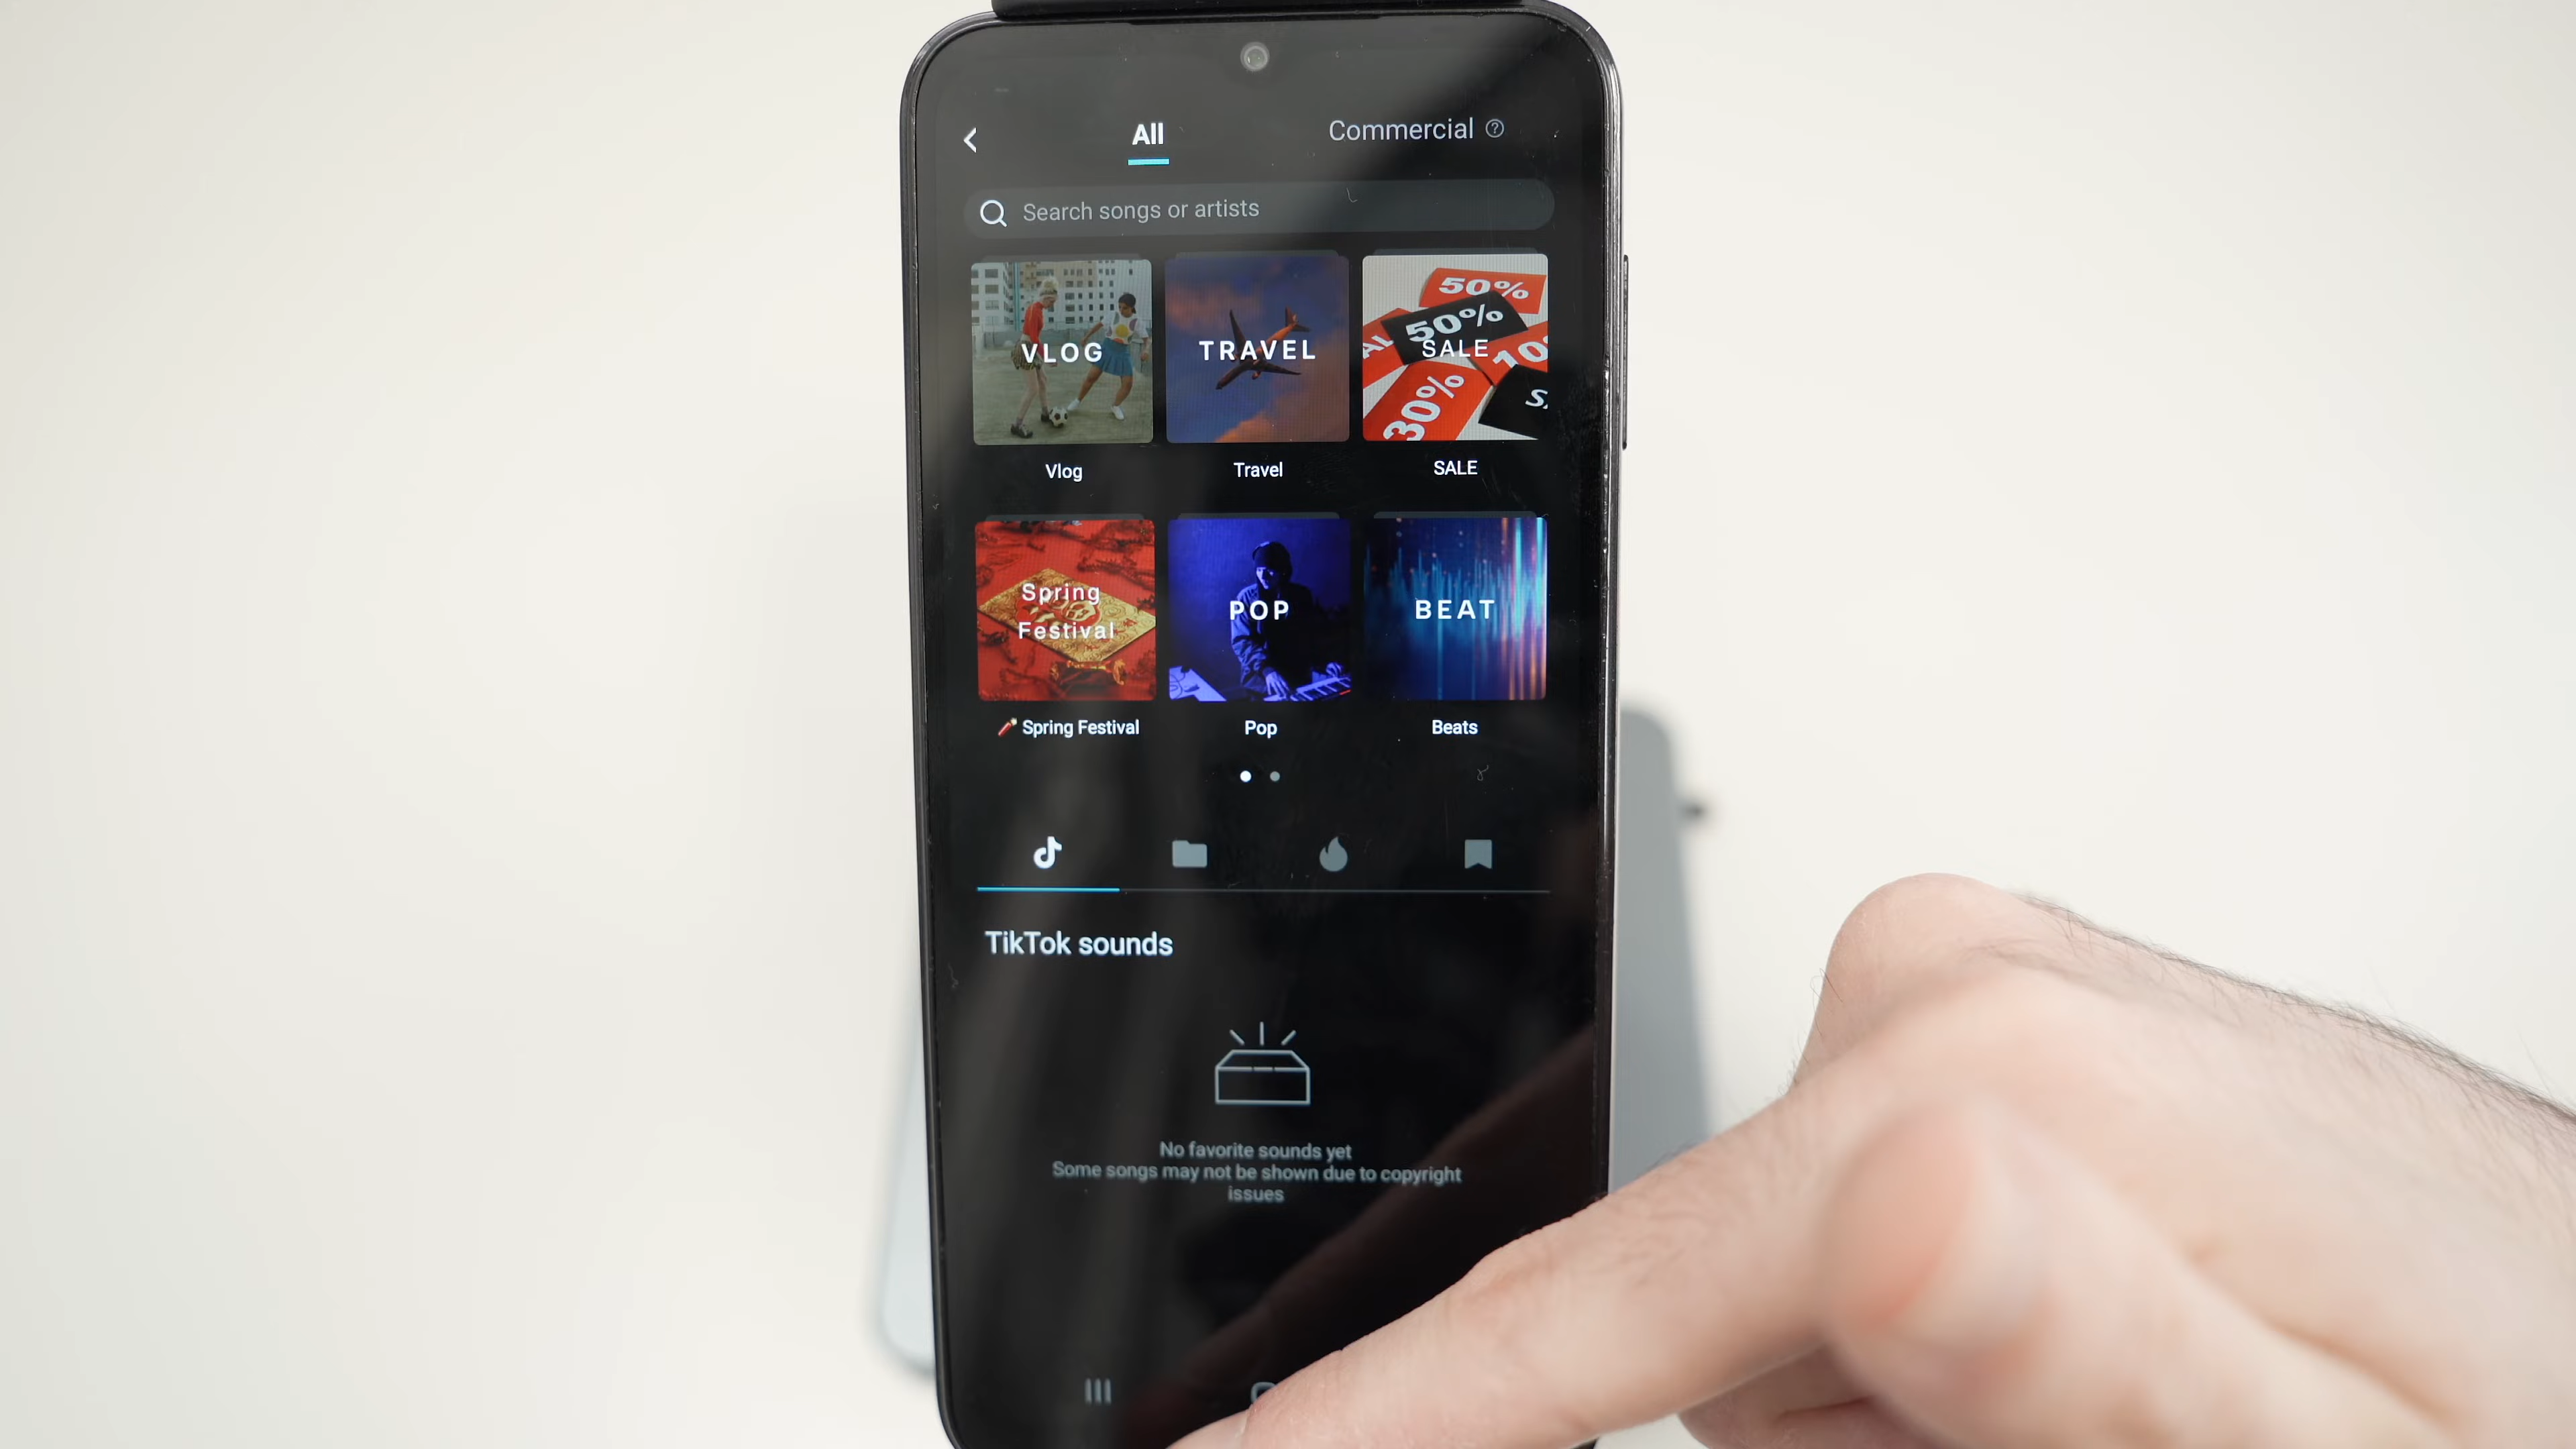 All
Commercial
Search songs or artists
VLOG
TRAVEL
50%
50%
SALE
10
30%
S
Vlog
Travel
SALE
Spring
Festival
POP
BEAT
Spring Festival
Pop
Beats
TikTok sounds
No favorite sounds yet
Some songs may not be shown due to copyright
issues